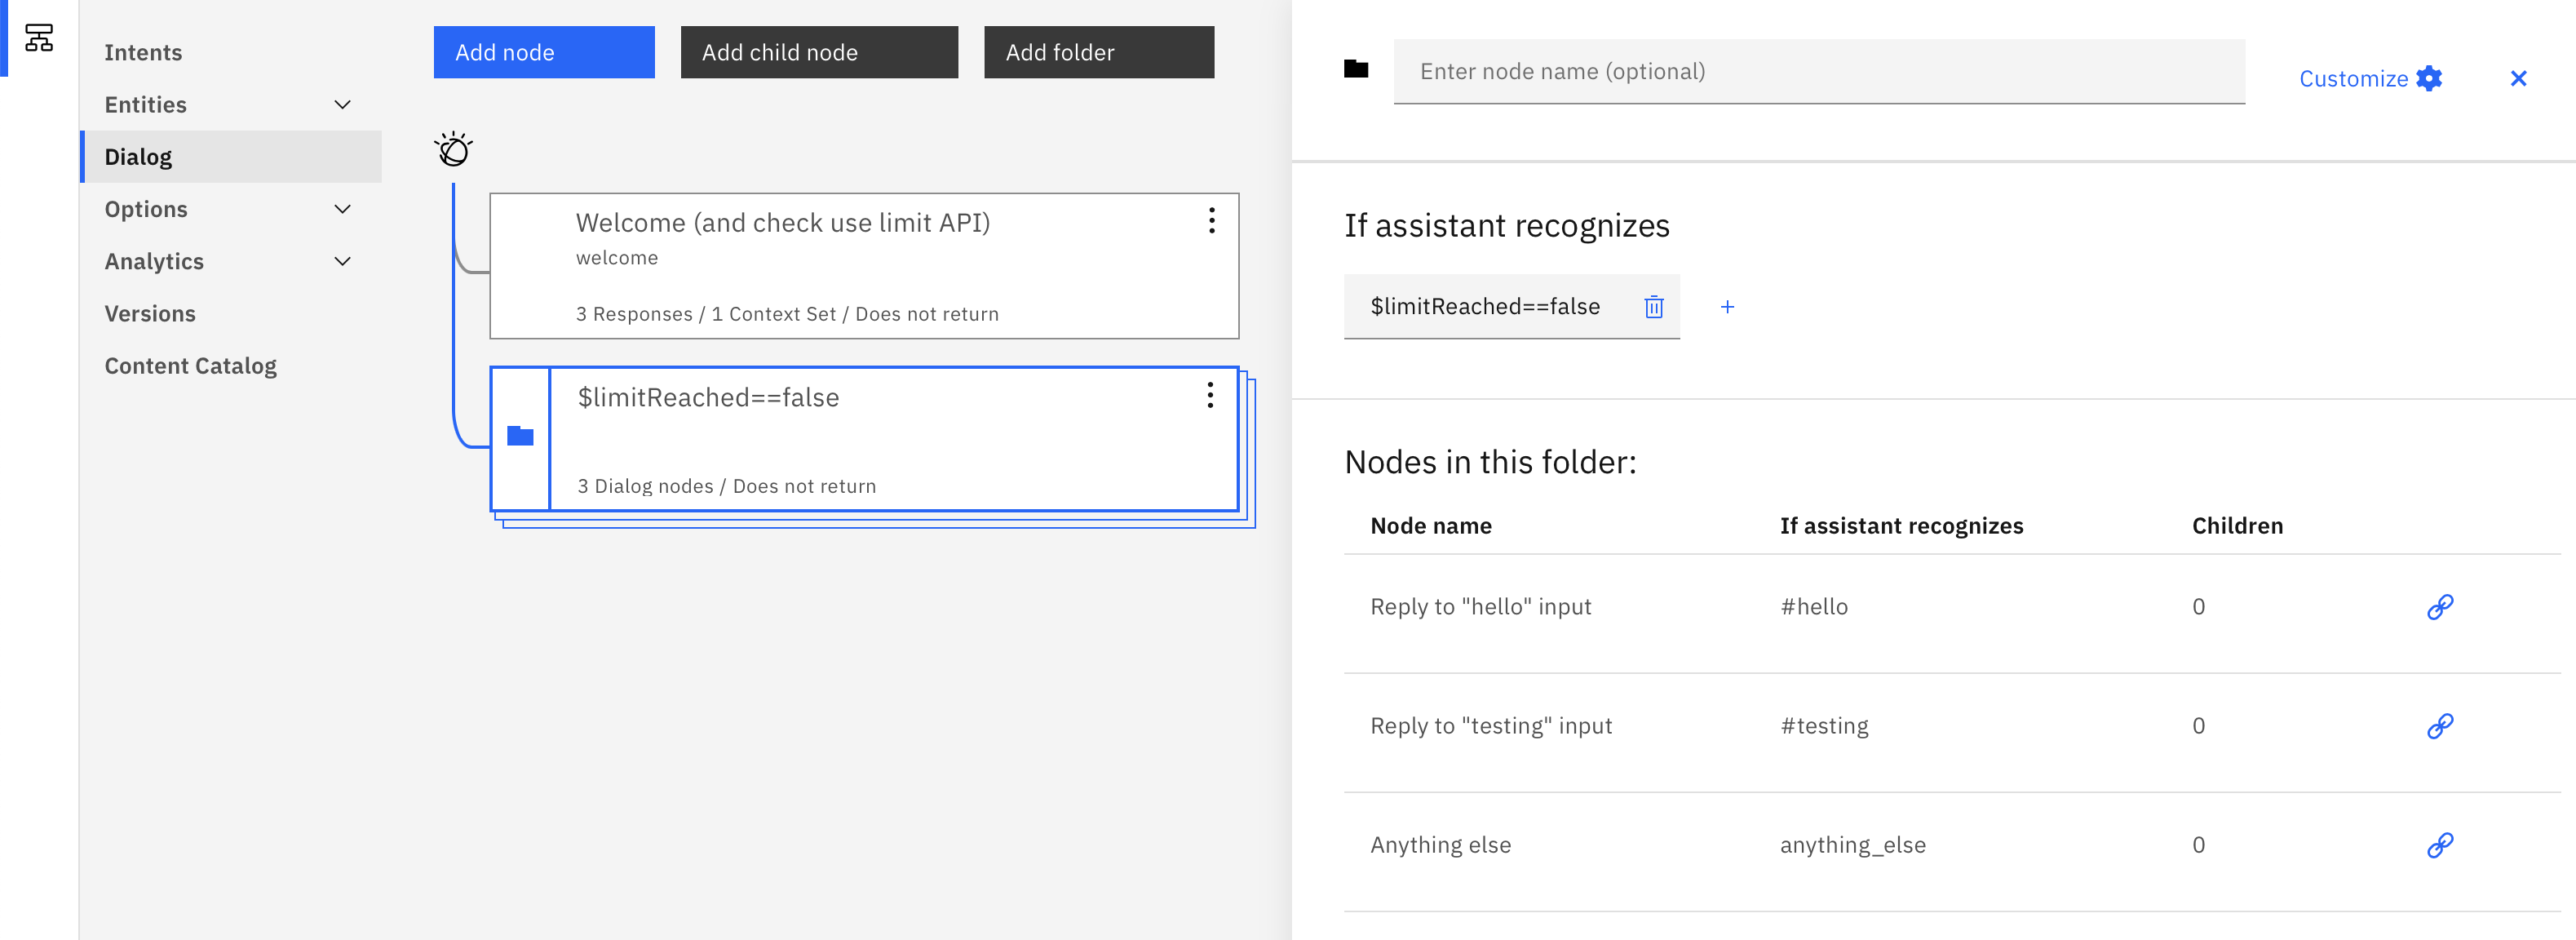 Intents
Entities
Dialog
Options
Analytics
Versions
Content Catalog
Add node
Add child node
Add folder
Welcome (and check use limit API)
welcome
3 Responses / 1 Context Set / Does not return
$limitReached==false
3 Dialog nodes / Does not return
Enter node name (optional)
Customize
If assistant recognizes
$limitReached==false
Nodes in this folder:
Node name If assistant recognizes Children
Reply to "hello" input #hello 0
Reply to "testing" input #testing 0
Anything else anything_else 0